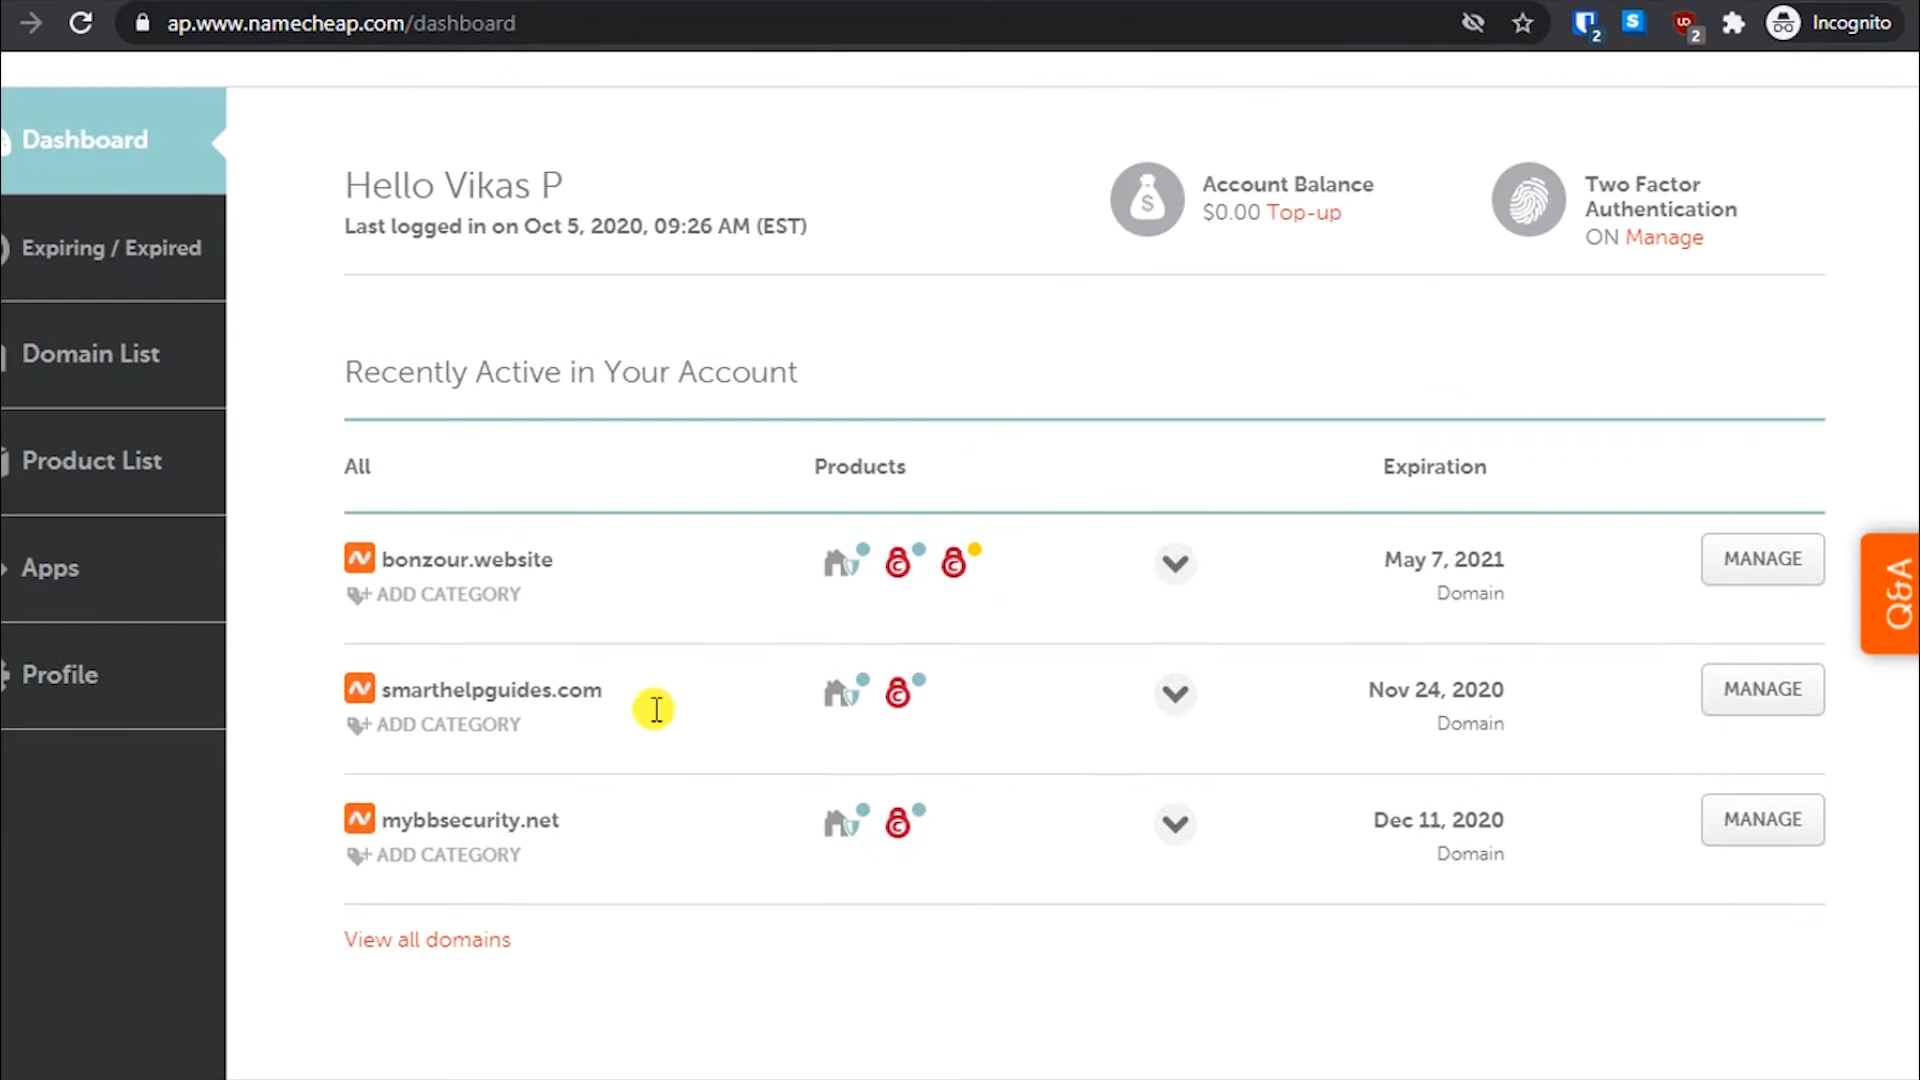 ap.www.namecheap.com/dashboard
2
S
2
Incognito
Dashboard
Expiring / Expired
Domain List
Product List
Apps
Profile
Hello Vikas P
Last logged in on Oct 5, 2020, 09:26 AM (EST)
Account Balance
$0.00 Top-up
Two Factor
Authentication
ON Manage
Recently Active in Your Account
All Products Expiration
bonzour.website May 7, 2021 MANAGE
ADD CATEGORY Domain
smarthelpguides.com Nov 24, 2020 MANAGE
ADD CATEGORY Domain
mybbsecurity.net Dec 11, 2020 MANAGE
ADD CATEGORY Domain
View all domains
Q&A